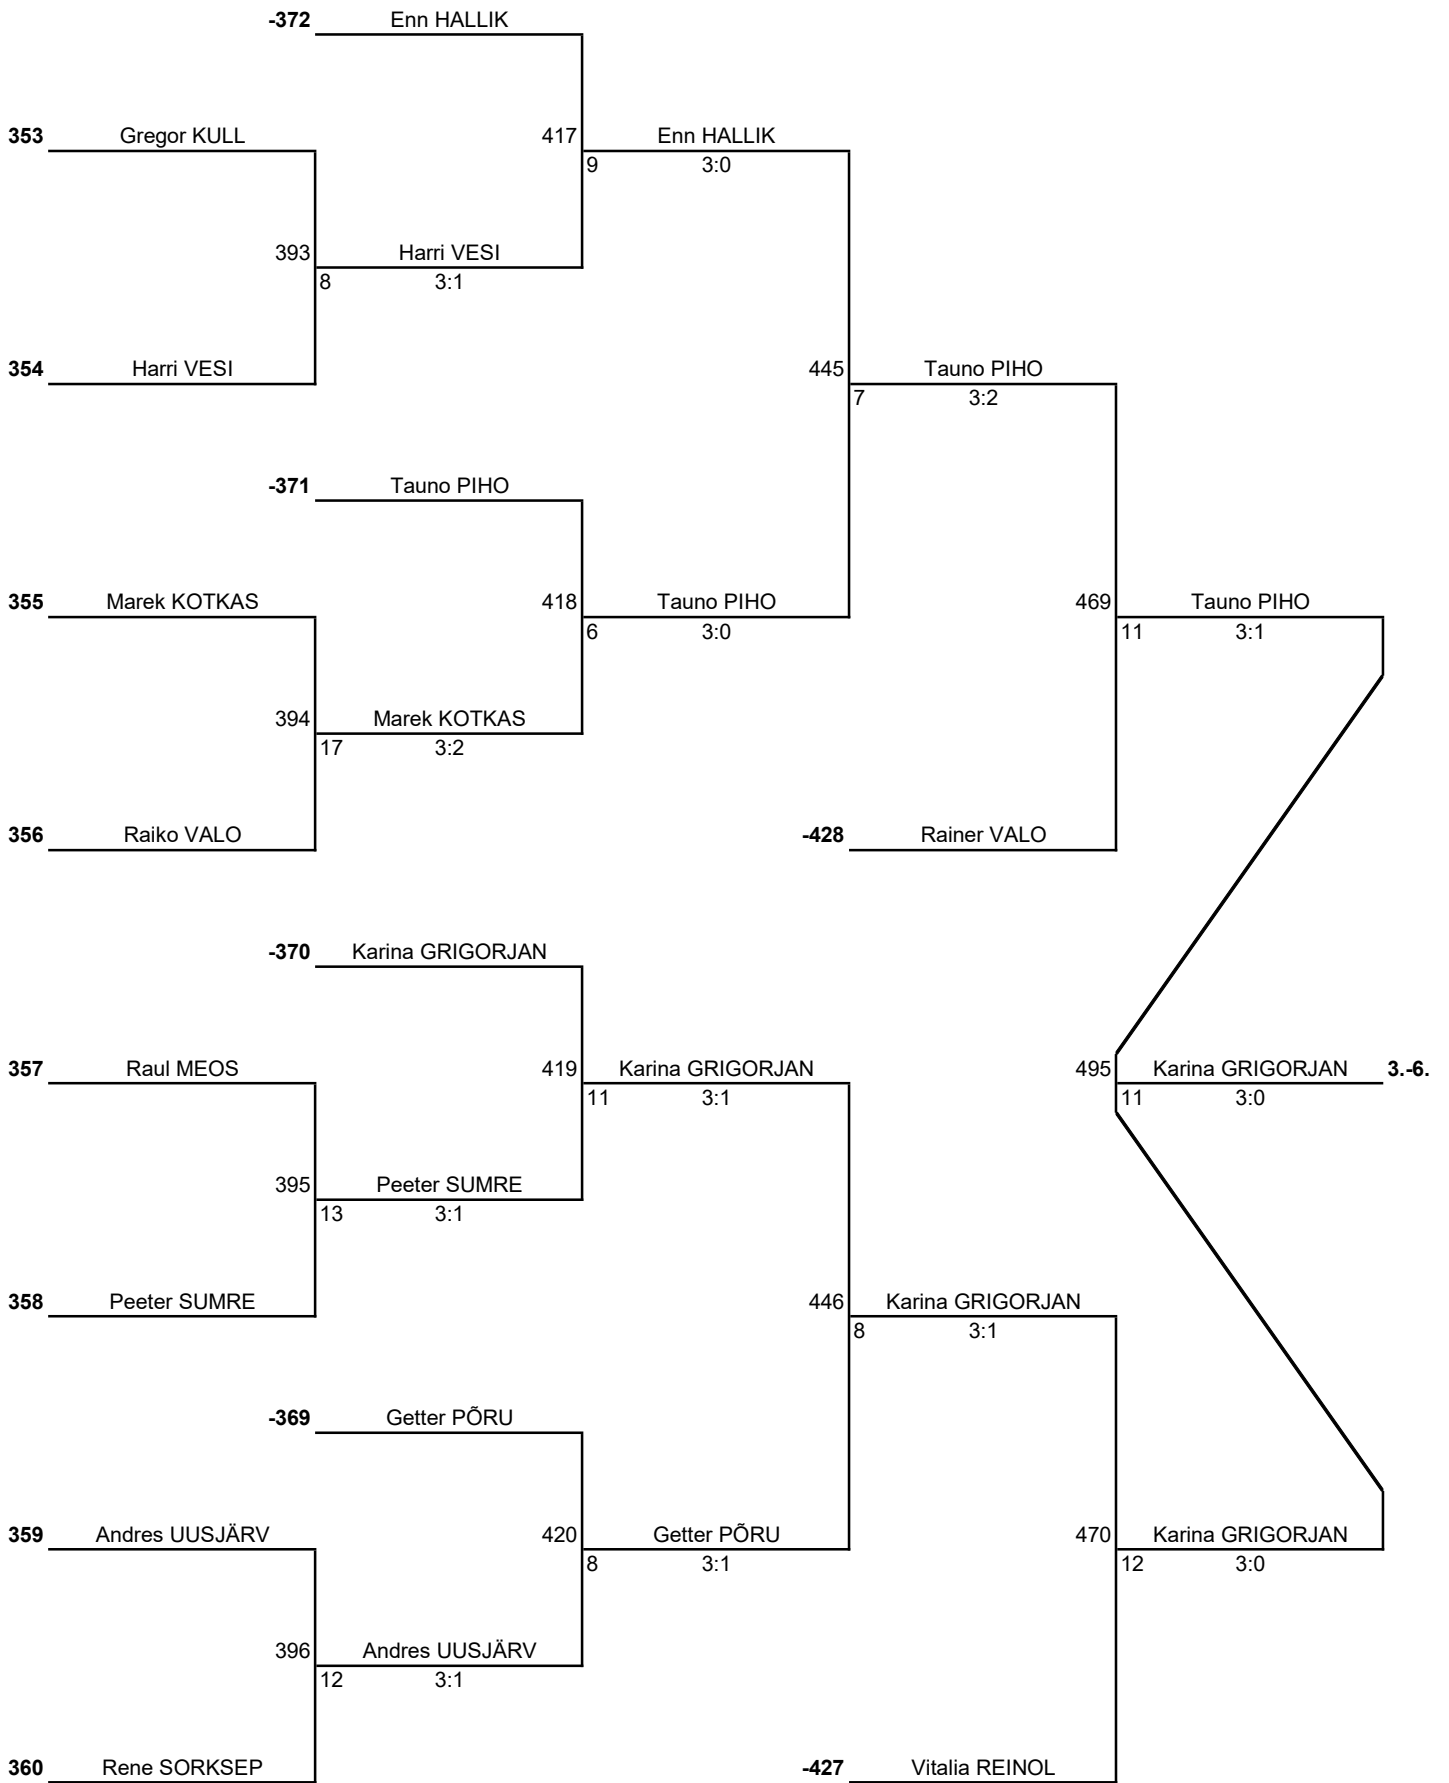 -372 Enn HALLIK
353 Gregor KULL 417 Enn HALLIK
9 3:0
393 Harri VESI
8 3:1
354 Harri VESI 445 Tauno PIHO
7 3:2
-371 Tauno PIHO
355 Marek KOTKAS 418 Tauno PIHO 469 Tauno PIHO
6 3:0 11 3:1
394 Marek KOTKAS
17 3:2
356 Raiko VALO -428 Rainer VALO
-370 Karina GRIGORJAN
357 Raul MEOS 419 Karina GRIGORJAN 495 Karina GRIGORJAN 3.-6.
11 3:1 11 3:0
395 Peeter SUMRE
13 3:1
358 Peeter SUMRE 446 Karina GRIGORJAN
8 3:1
-369 Getter PÕRU
359 Andres UUSJÄRV 420 Getter PÕRU 470 Karina GRIGORJAN
8 3:1 12 3:0
396 Andres UUSJÄRV
12 3:1
360 Rene SORKSEP -427 Vitalia REINOL